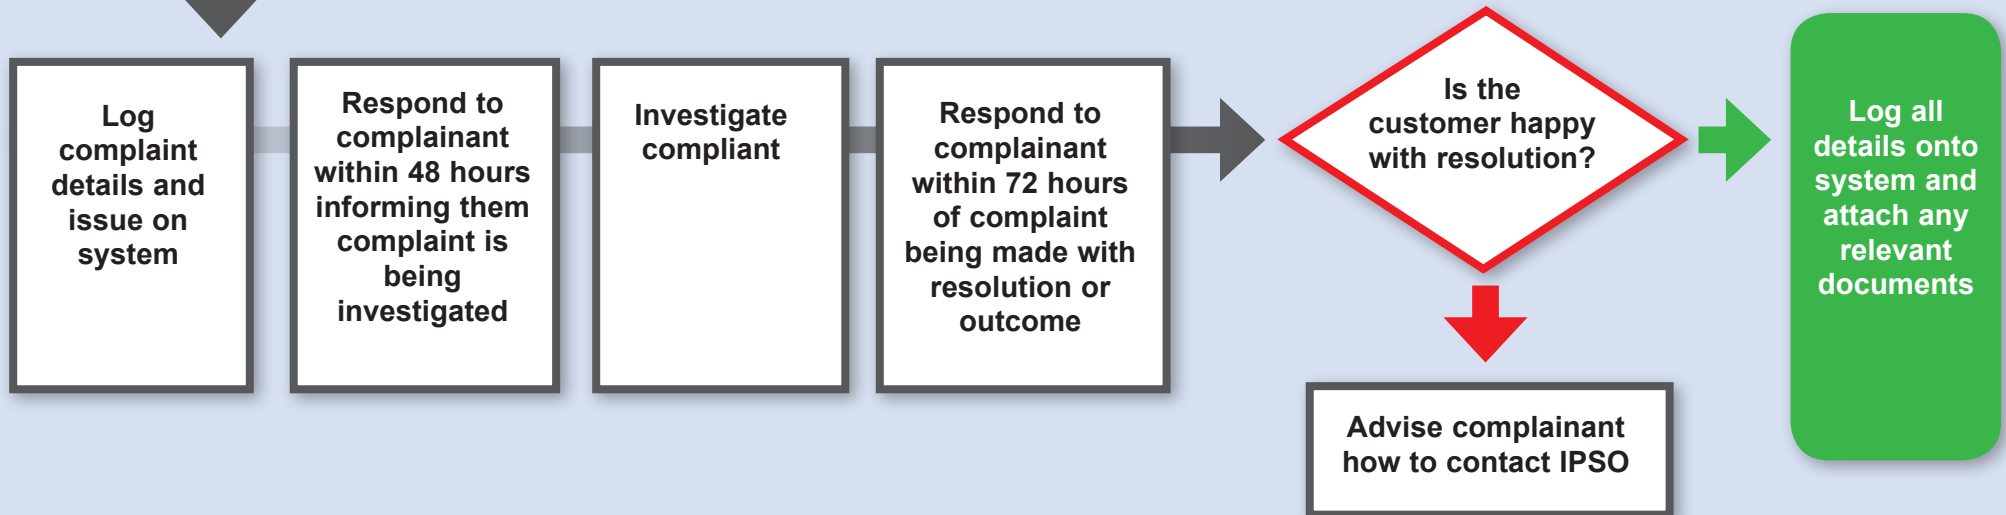 Log
complaint
details and
issue on
system
Respond to
complainant
within 48 hours
informing them
complaint is
being
investigated
Investigate
compliant
Respond to
complainant
within 72 hours
of complaint
being made with
resolution or
outcome
Is the
customer happy
with resolution?
Log all
details onto
system and
attach any
relevant
documents
Advise complainant
how to contact IPSO